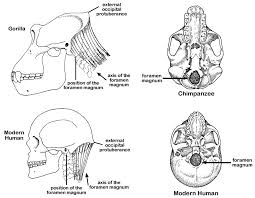 Gorilla
external
occipital
protuberance
position of the
foramen
magnum
axis of the
foramen
magnum
foramen
magnum
Chimpanzee
Modern
Human
external
occipital
protuberance
position of the
foramen
magnum
axis of the
foramen magnum
foramen
magnum
Modern Human